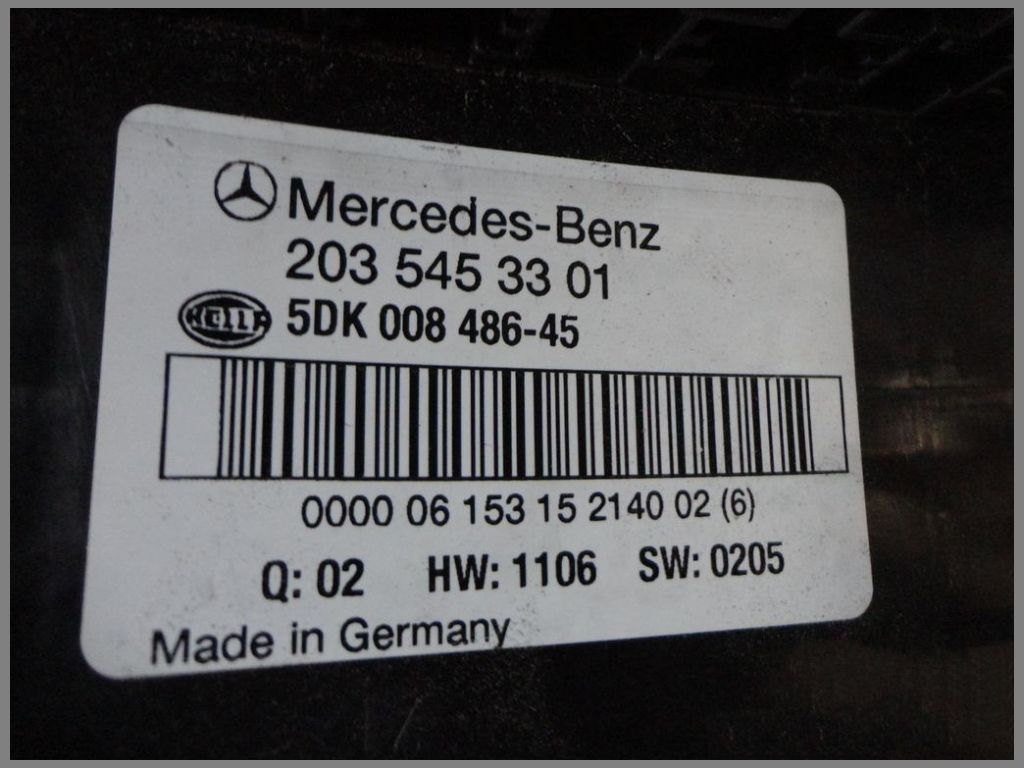 Mercedes-Benz
203 545 33 01
HELLA 5DK 008 486-45
0000 06 153 15 2140 02 (6)
Q: 02 HW: 1106 SW: 0205
Made in Germany